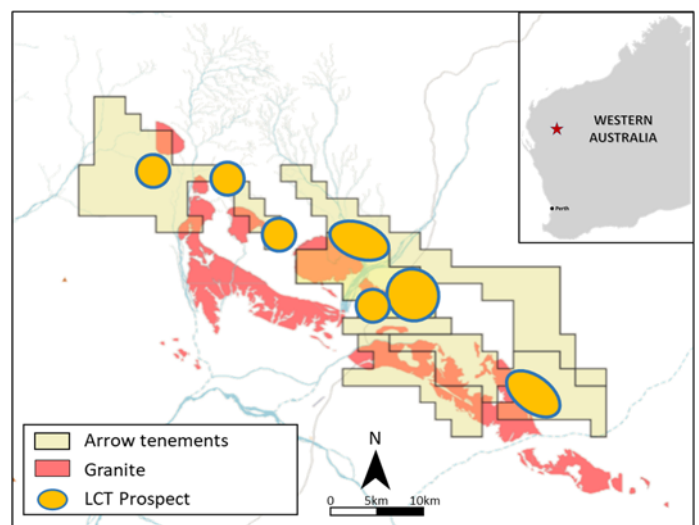 WESTERN
AUSTRALIA
Perth
Arrow tenements
Granite
LCT Prospect
N
0 5km 10km